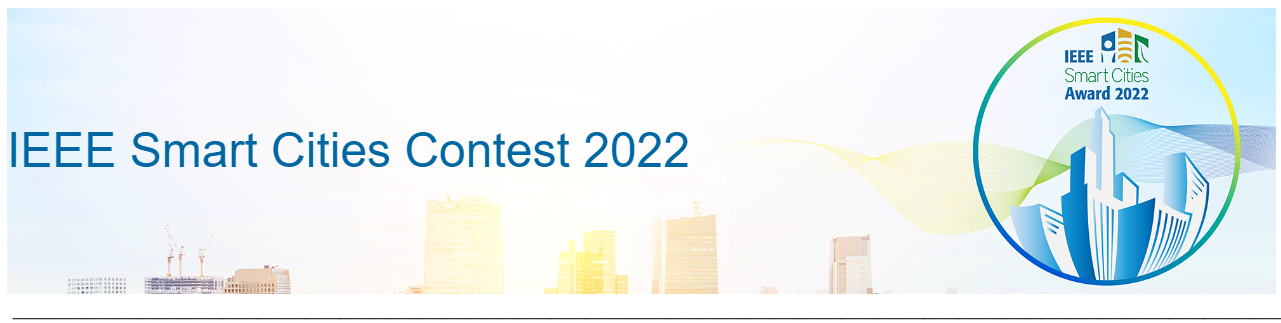 IEEE Smart Cities Contest 2022
IEEE
Smart Cities
Award 2022